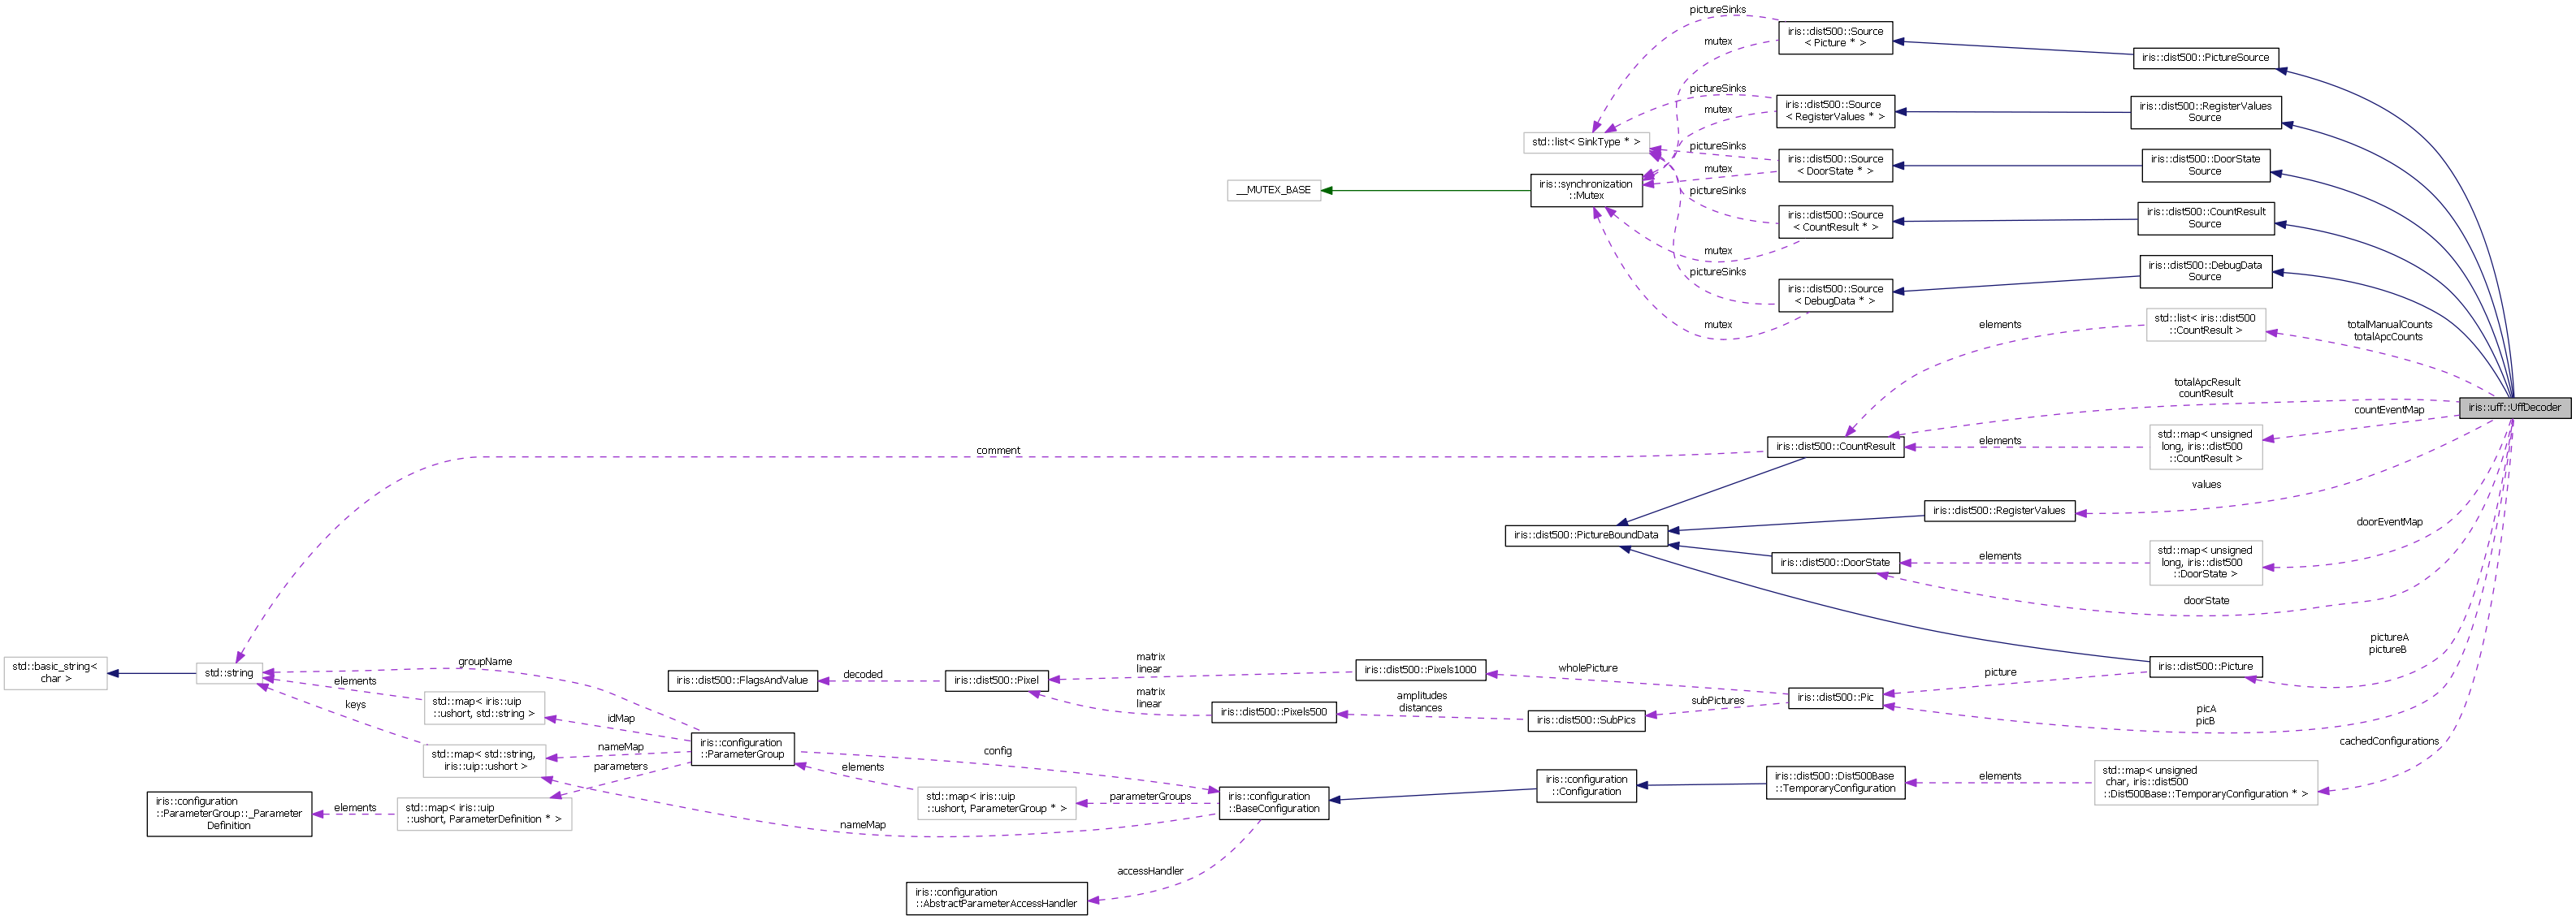 pictureSinks
iris::dist500::Source
< Picture * >
mutex
iris::dist500::PictureSource
pictureSinks
iris::dist500::Source
< RegisterValues * >
mutex
iris::dist500::RegisterValues
Source
std::list< SinkType * >
pictureSinks
iris::dist500::Source
< DoorState * >
mutex
iris::dist500::DoorState
Source
__MUTEX_BASE
iris::synchronization
::Mutex
pictureSinks
iris::dist500::Source
< CountResult * >
mutex
iris::dist500::CountResult
Source
pictureSinks
iris::dist500::Source
< DebugData * >
mutex
iris::dist500::DebugData
Source
elements
std::list< iris::dist500
::CountResult >
totalManualCounts
totalApcCounts
totalApcResult
countResult
iris::uff::UffDecoder
countEventMap
comment
iris::dist500::CountResult
elements
std::map< unsigned
long, iris::dist500
::CountResult >
values
iris::dist500::RegisterValues
iris::dist500::PictureBoundData
doorEventMap
iris::dist500::DoorState
elements
std::map< unsigned
long, iris::dist500
::DoorState >
doorState
pictureA
pictureB
std::basic_string<
char >
std::string
groupName
elements
keys
std::map< iris::uip
::ushort, std::string >
idMap
iris::dist500::FlagsAndValue
decoded
iris::dist500::Pixel
matrix
linear
matrix
linear
iris::dist500::Pixels1000
wholePicture
iris::dist500::Pixels500
amplitudes
distances
iris::dist500::SubPics
subPictures
iris::dist500::Pic
picture
iris::dist500::Picture
picA
picB
cachedConfigurations
std::map< std::string,
iris::uip::ushort >
nameMap
parameters
iris::configuration
::ParameterGroup
config
iris::configuration
::ParameterGroup::_Parameter
Definition
elements
std::map< iris::uip
::ushort, ParameterDefinition * >
elements
std::map< iris::uip
::ushort, ParameterGroup * >
parameterGroups
nameMap
iris::configuration
::BaseConfiguration
iris::configuration
::Configuration
iris::dist500::Dist500Base
::TemporaryConfiguration
elements
std::map< unsigned
char, iris::dist500
::Dist500Base::TemporaryConfiguration * >
accessHandler
iris::configuration
::AbstractParameterAccessHandler